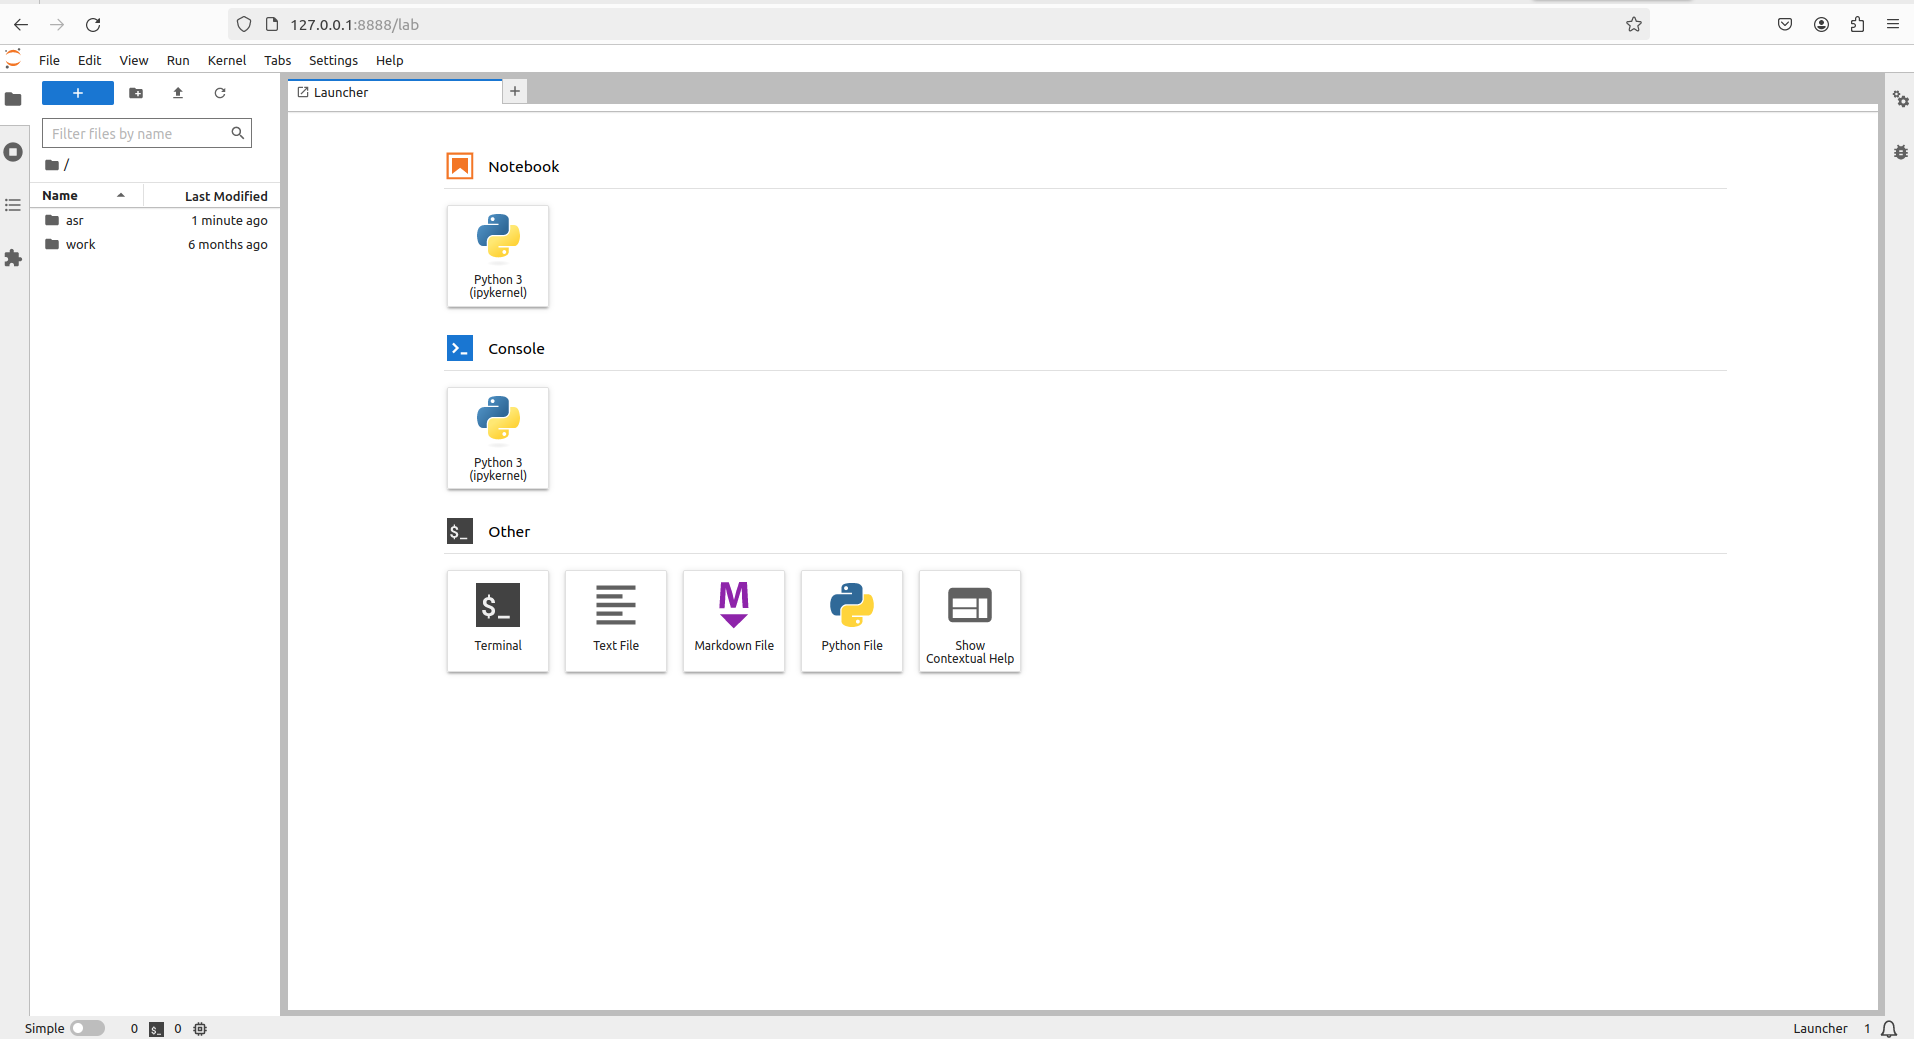 127.0.0.1:8888/lab
File Edit View Run Kernel Tabs Settings Help
+
Filter files by name
/
Name Last Modified
asr 1 minute ago
work 6 months ago
Launcher +
Notebook
Python 3
(ipykernel)
Console
Python 3
(ipykernel)
$_ Other
$_
Terminal
Text File
M
Markdown File
Python File
Show
Contextual Help
Simple 0 $_ 0
Launcher 1